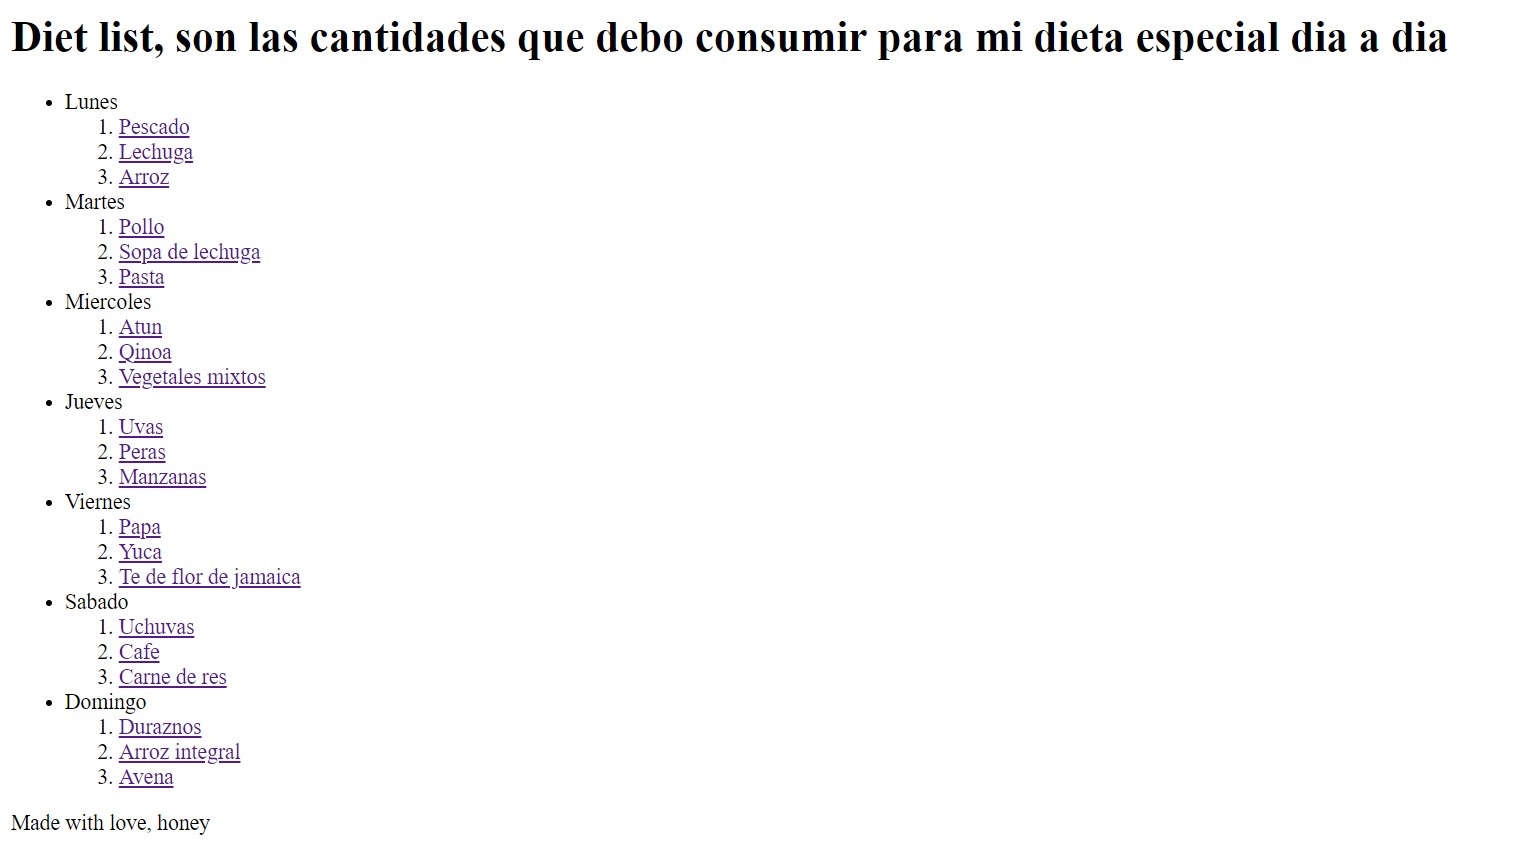 Diet list, son las cantidades que debo consumir para mi dieta especial dia a dia
• Lunes
1. Pescado
2. Lechuga
3. Arroz
• Martes
1. Pollo
2. Sopa de lechuga
3. Pasta
• Miercoles
1. Atun
2. Qinoa
3. Vegetales mixtos
• Jueves
1. Uvas
2. Peras
3. Manzanas
• Viernes
1. Papa
2. Yuca
3. Te de flor de jamaica
• Sabado
1. Uchuvas
2. Cafe
3. Carne de res
• Domingo
1. Duraznos
2. Arroz integral
3. Avena
Made with love, honey